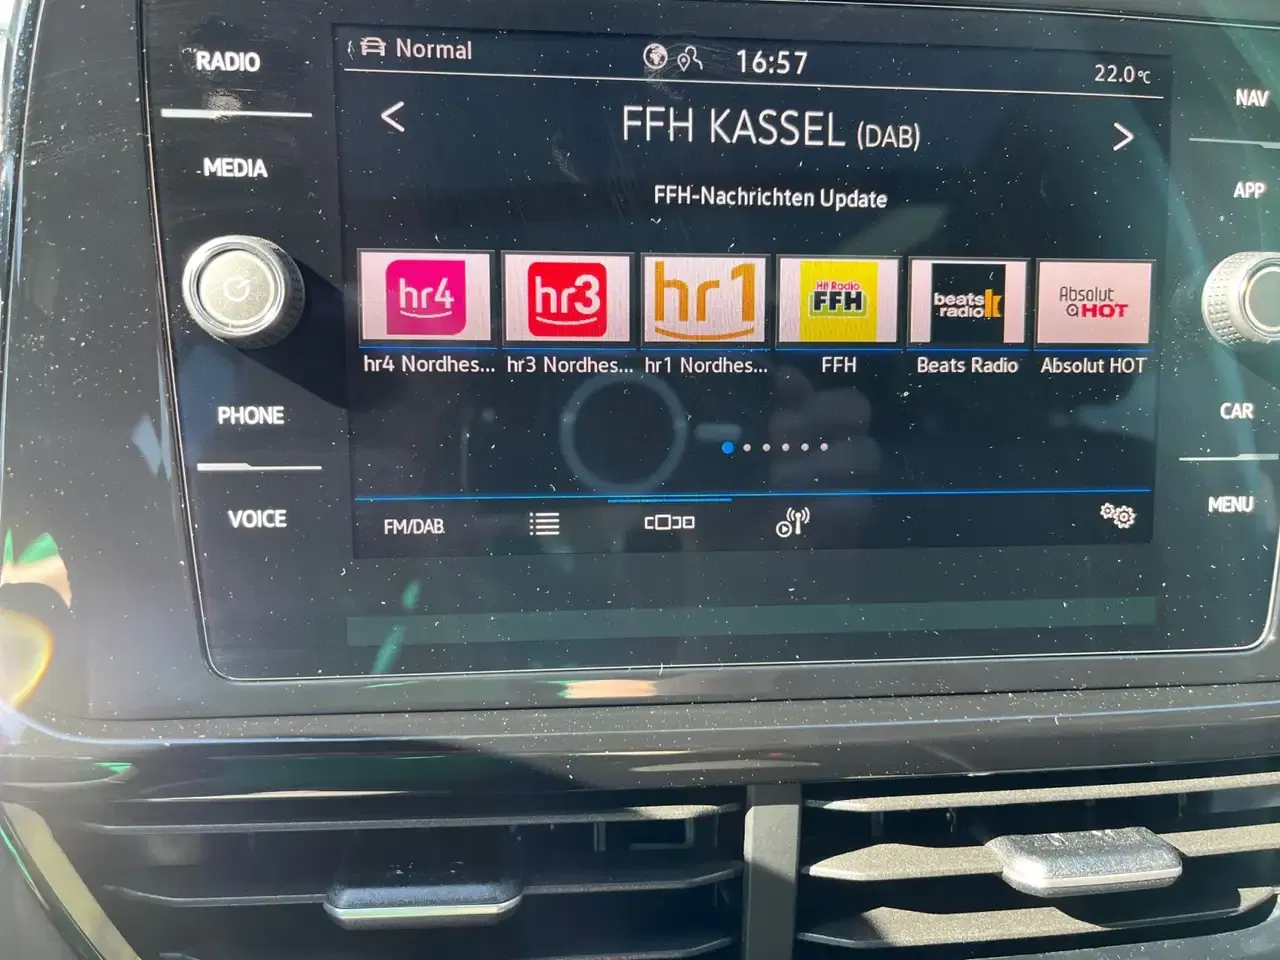 RADIO
MEDIA
PHONE
VOICE
Normal
16:57
22.0°C
FFH KASSEL (DAB)
FFH-Nachrichten Update
hr4
hr3
hr1
Hit Radio
FFH
beats
radio
k
Absolut
HOT
hr4 Nordhes...
hr3 Nordhes...
hr1 Nordhes...
FFH
Beats Radio
Absolut HOT
FM/DAB
NAV
APP
CAR
MENU